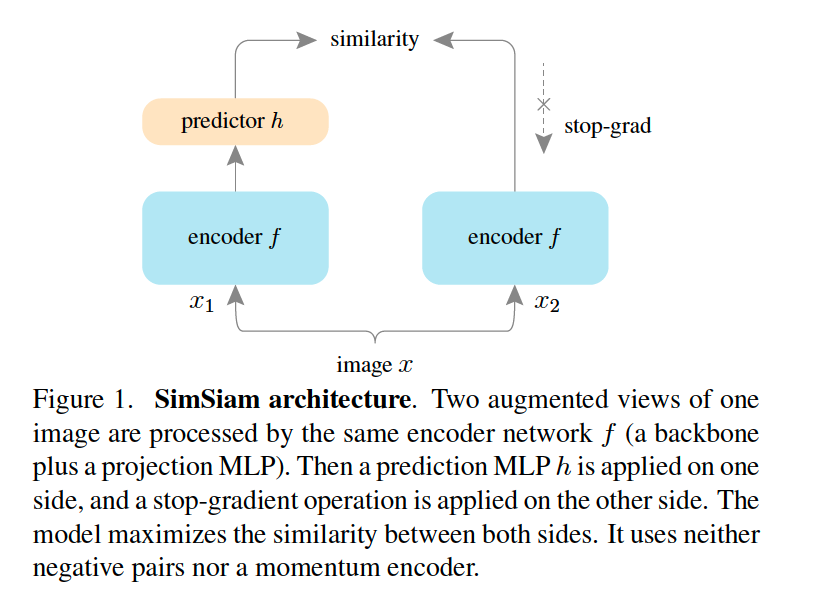 similarity
predictor h
stop-grad
encoder f
encoder f
x1
x2
image x
Figure 1. SimSiam architecture. Two augmented views of one
image are processed by the same encoder network f (a backbone
plus a projection MLP). Then a prediction MLP h is applied on one
side, and a stop-gradient operation is applied on the other side. The
model maximizes the similarity between both sides. It uses neither
negative pairs nor a momentum encoder.